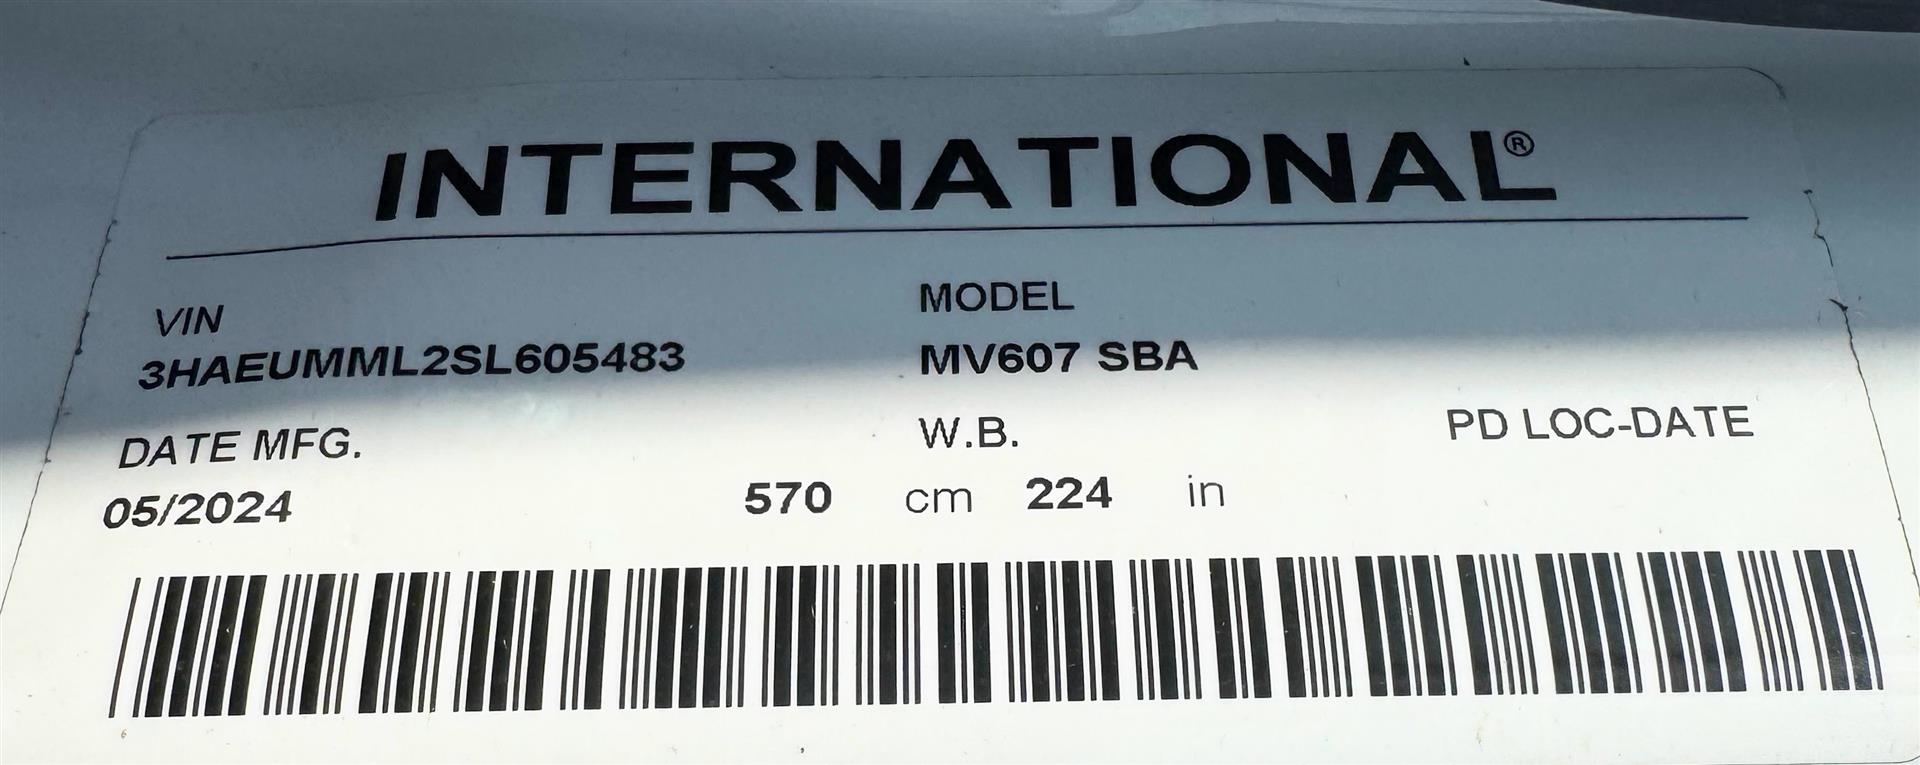 INTERNATIONAL®
VIN
3HAEUMML2SL605483
MODEL
MV607 SBA
DATE MFG.
05/2024
W.B.
570 cm 224 in
PD LOC-DATE